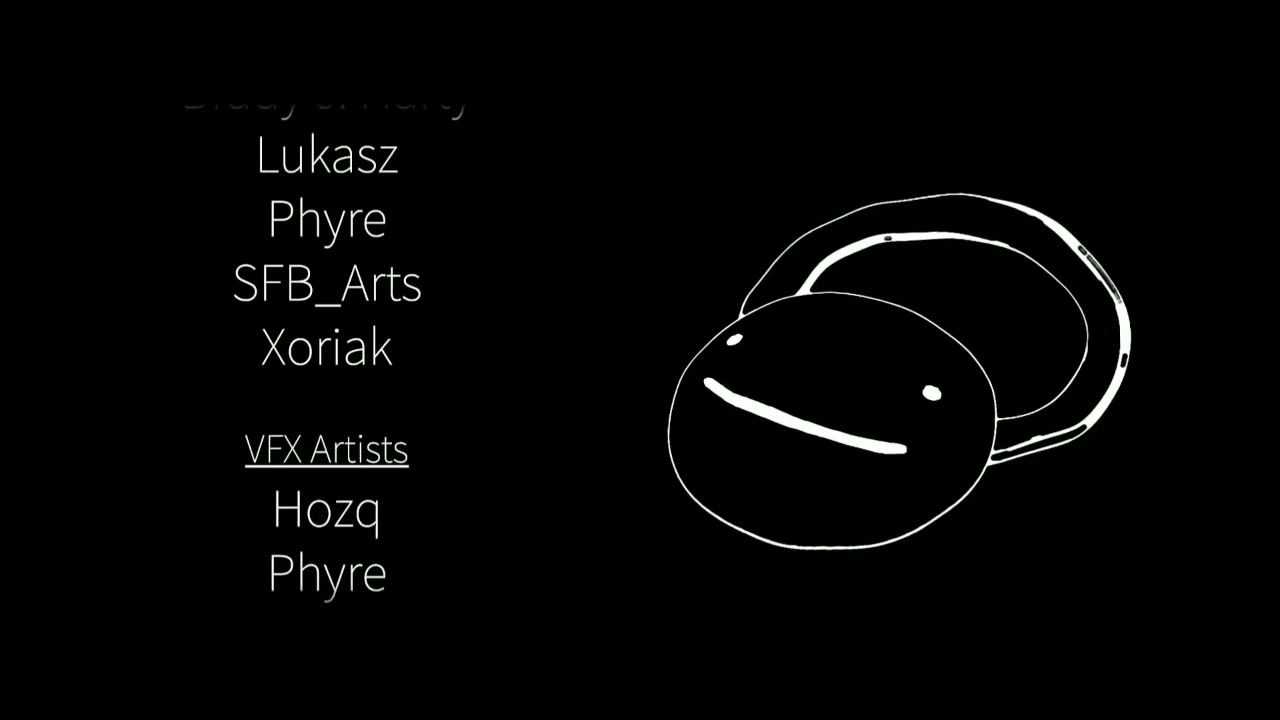 Lukasz
Phyre
SFB_Arts
Xoriak
VFX Artists
Hozq
Phyre